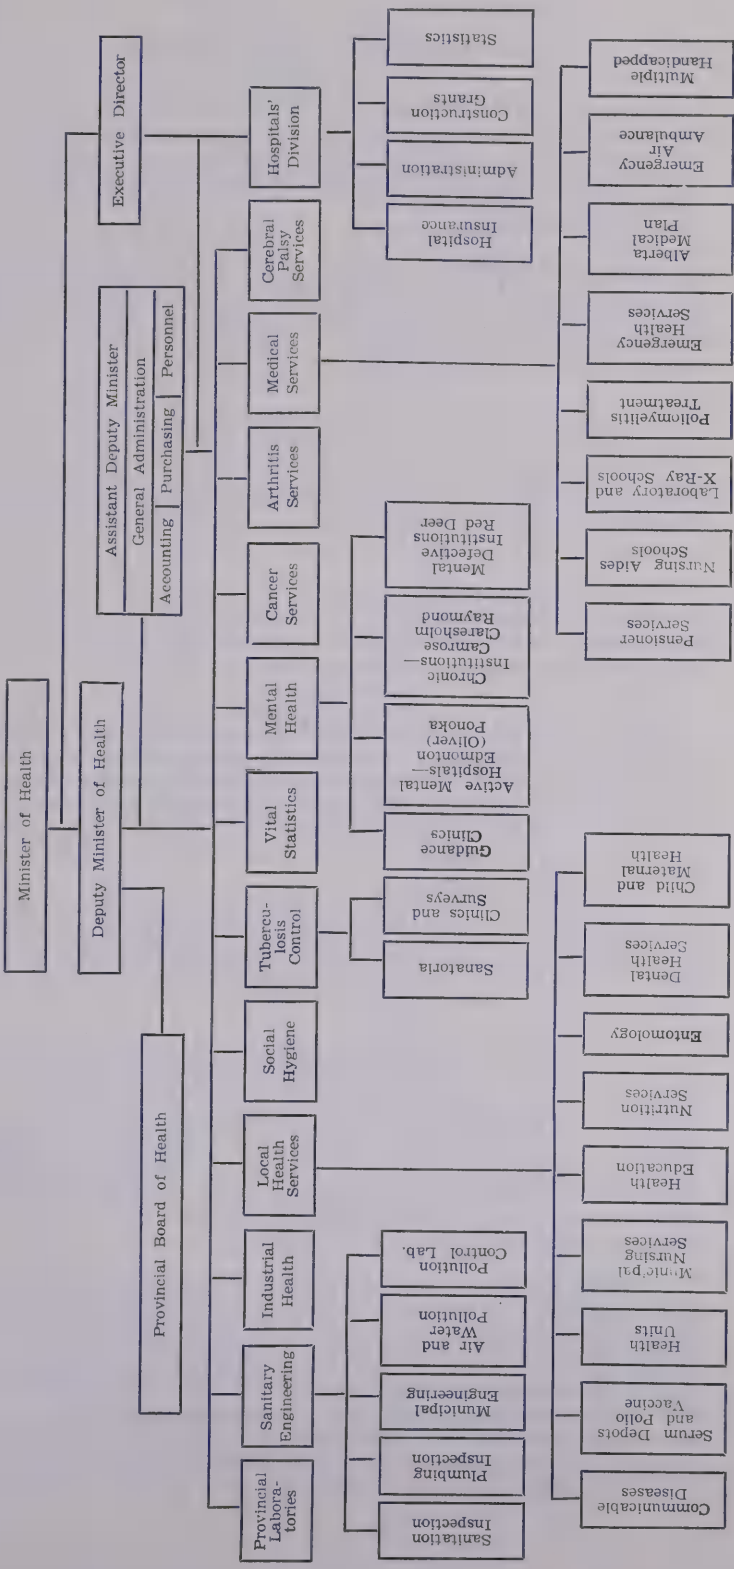 Minister of Health
Deputy Minister of Health
Provincial Board of Health
Assistant Deputy Minister
General Administration
Accounting | Purchasing | Personnel
Executive Director
Provincial
Labora-
tories
Sanitary
Engineering
Industrial
Health
Local
Health
Services
Social
Hygiene
Tubercu-
losis
Control
Vital
Statistics
Mental
Health
Cancer
Services
Arthritis
Services
Medical
Services
Cerebral
Palsy
Services
Hospitals'
Division
Sanitation
Inspection
Plumbing
Inspection
Municipal
Engineering
Air and
Water
Pollution
Pollution
Control Lab.
Sanatoria
Clinics and
Surveys
Guidance
Clinics
Active Mental
Hospitals—
Edmonton
(Oliver)
Ponoka
Chronic
Institutions—
Camrose
Claresholm
Raymond
Mental
Defective
Institutions
Red Deer
Hospital
Insurance
Administration
Construction
Grants
Statistics
Communicable
Diseases
Serum Depots
and Polio
Vaccine
Health
Units
Munic'pal
Nursing
Services
Health
Education
Nutrition
Services
Entomology
Dental
Health
Services
Child and
Maternal
Health
Pensioner
Services
Nursing Aides
Schools
Laboratory and
X-Ray Schools
Poliomyelitis
Treatment
Emergency
Health
Services
Alberta
Medical
Plan
Emergency
Air
Ambulance
Multiple
Handicapped